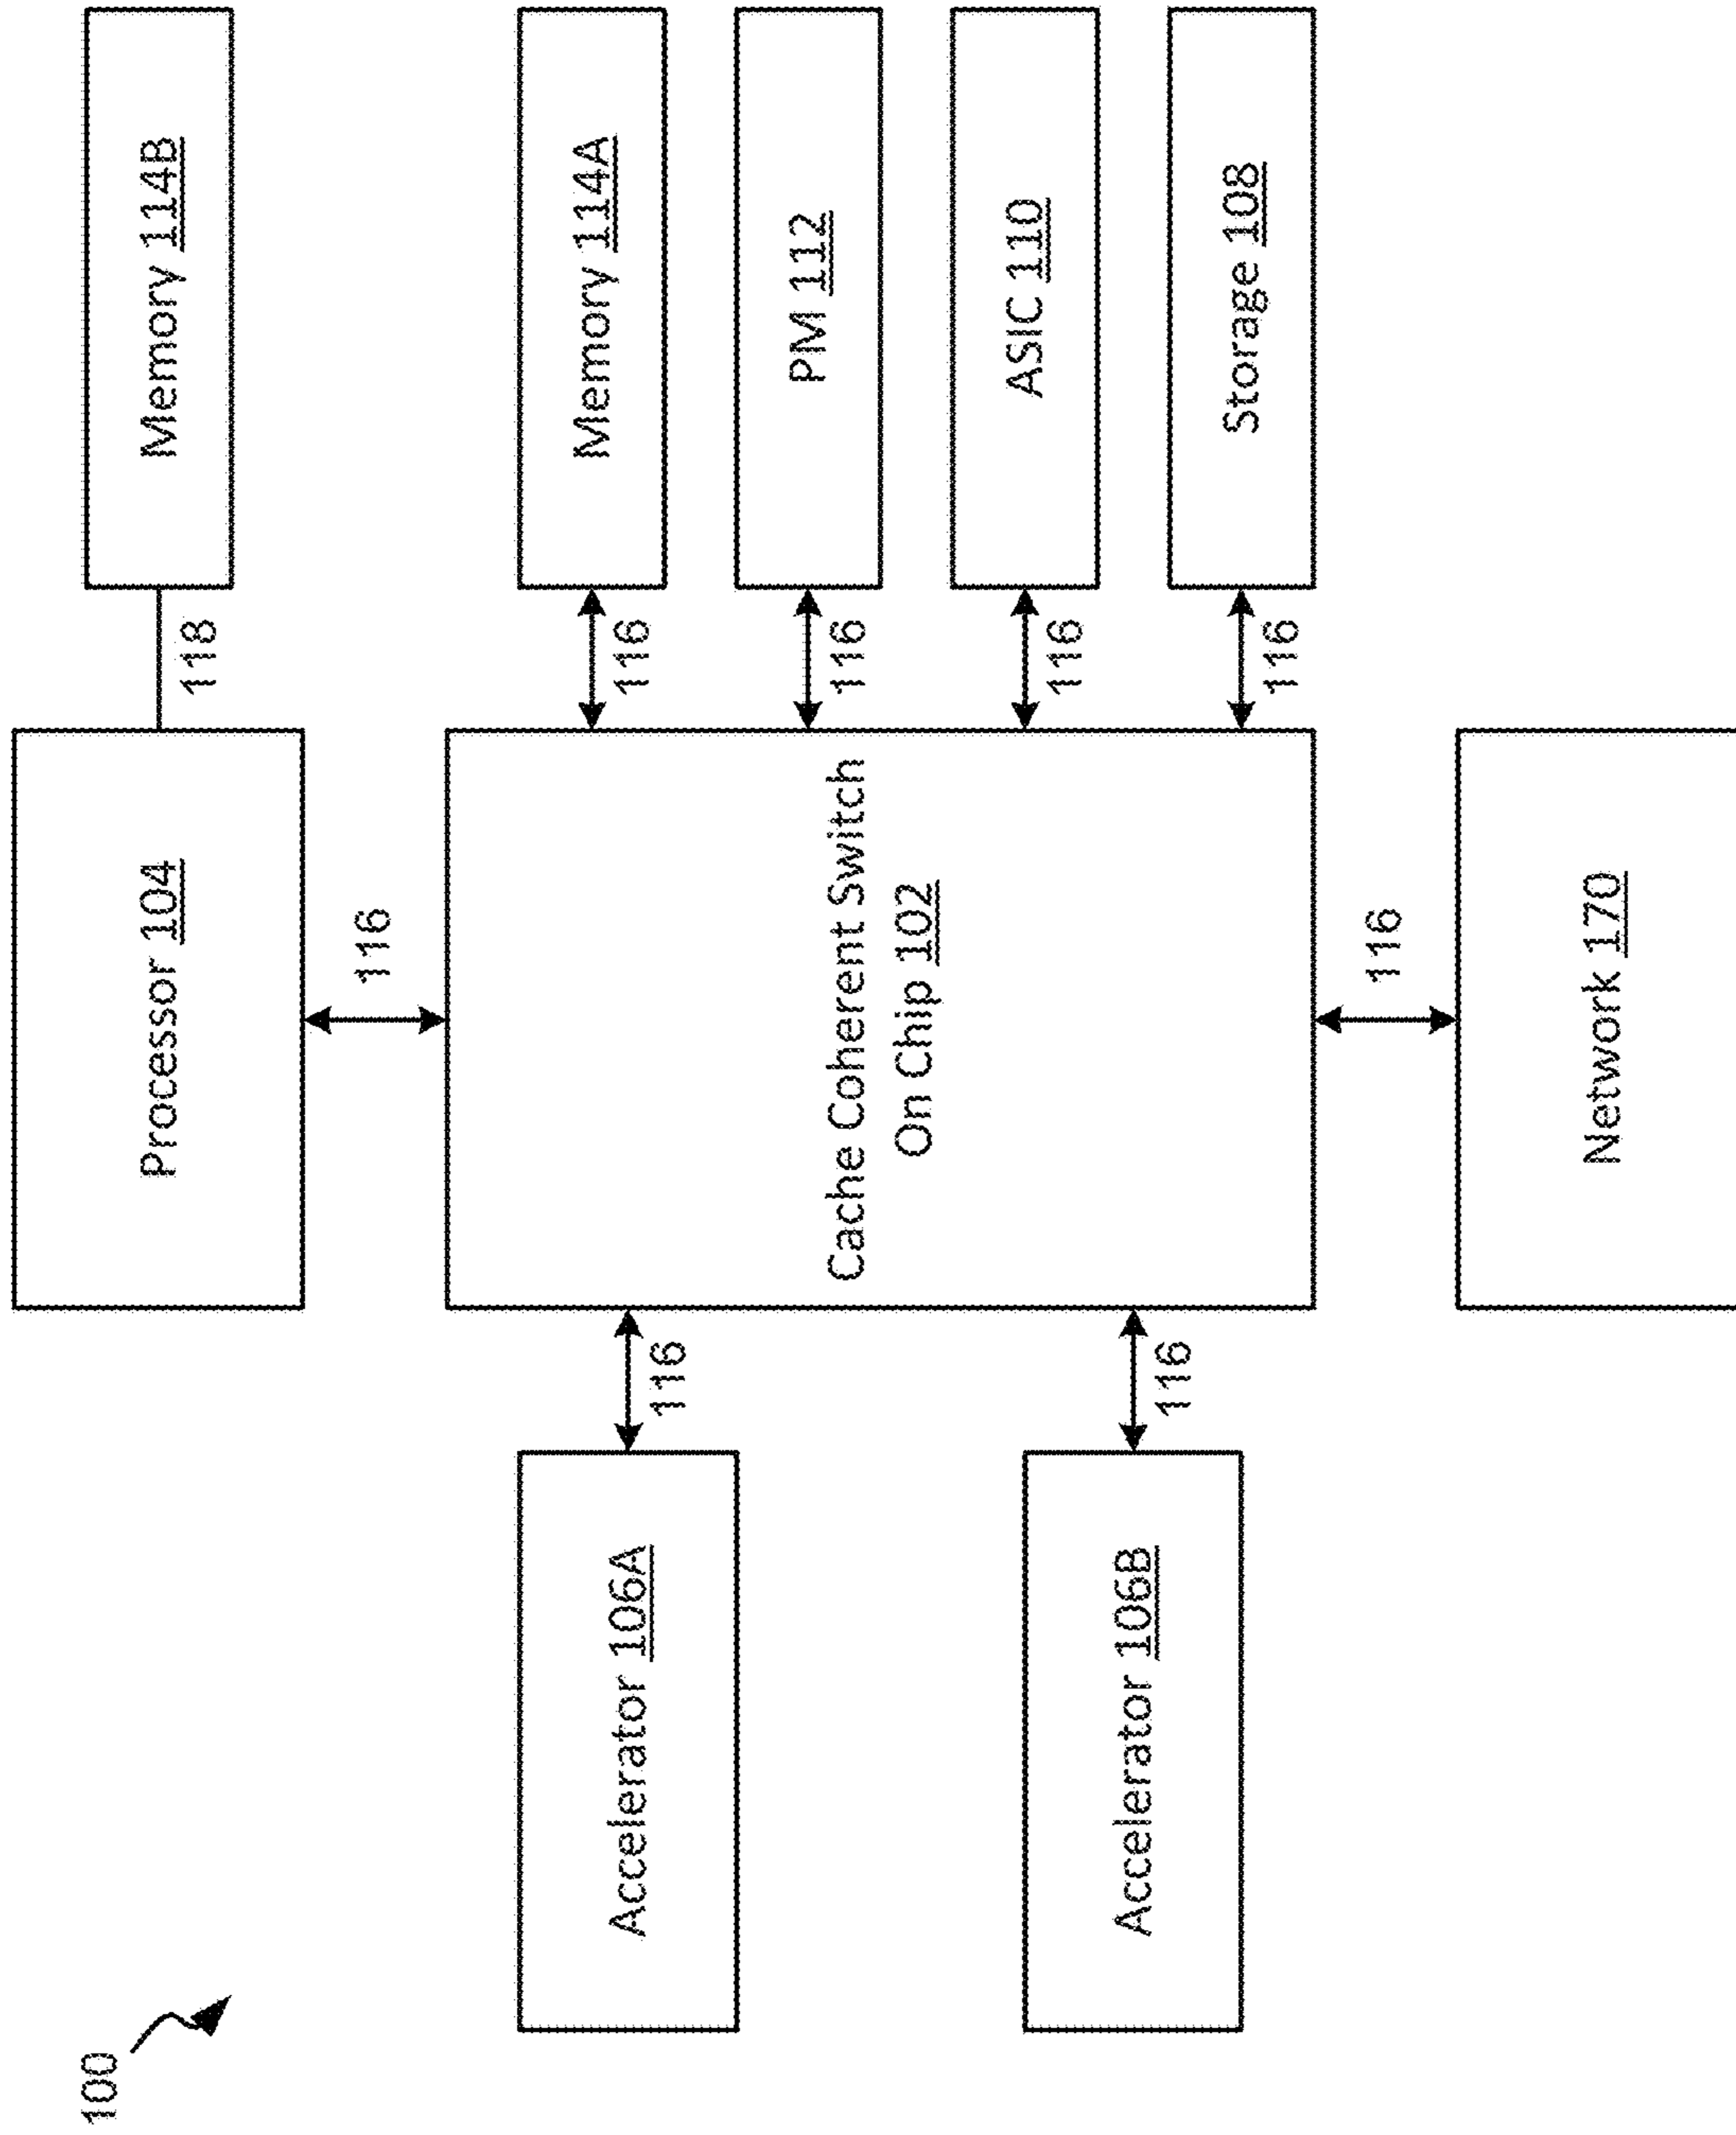 100
Processor 104
118
Memory 114B
116
Accelerator 106A
116
Cache Coherent Switch
On Chip 102
116
Memory 114A
116
PM 112
Accelerator 106B
116
116
ASIC 110
116
Storage 108
116
Network 170